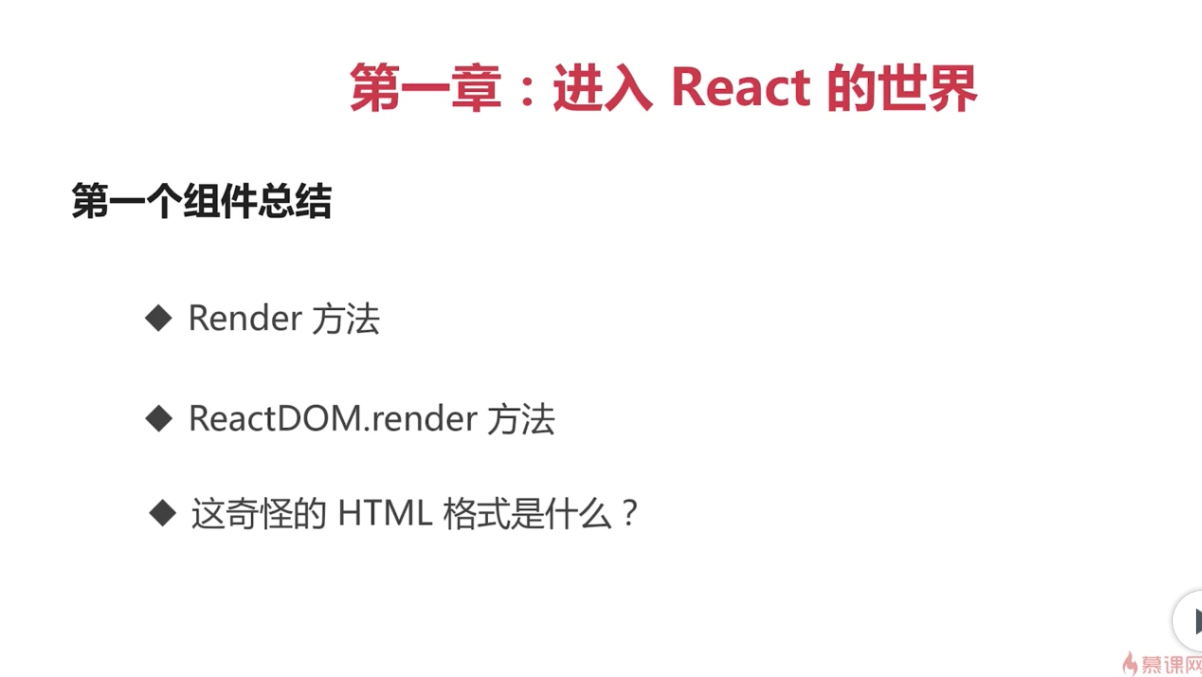 第一章：进入 React 的世界
第一个组件总结
◆ Render 方法
◆ ReactDOM.render 方法
◆ 这奇怪的 HTML 格式是什么？
慕课网